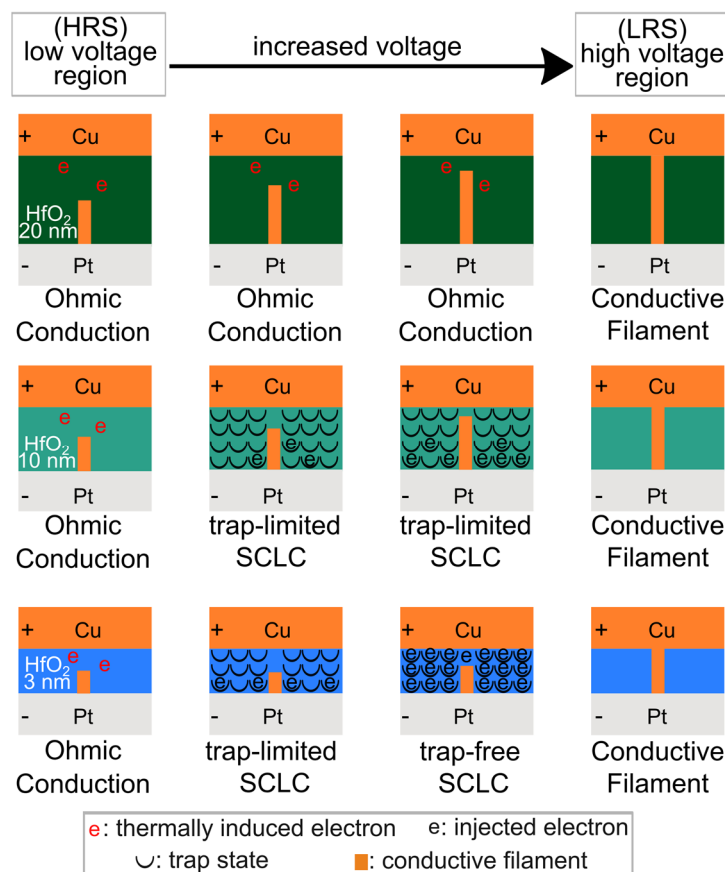 (HRS)
low voltage
region
increased voltage
(LRS)
high voltage
region
+ Cu
e
e
HfO₂
20 nm
- Pt
Ohmic
Conduction
+ Cu
e
e
- Pt
Ohmic
Conduction
+ Cu
e
e
- Pt
Ohmic
Conduction
+ Cu
- Pt
Conductive
Filament
+ Cu
e
e
HfO₂
10 nm
- Pt
Ohmic
Conduction
+ Cu
e
e e
- Pt
trap-limited
SCLC
+ Cu
e e
e e e e e
- Pt
trap-limited
SCLC
+ Cu
- Pt
Conductive
Filament
+ Cu
e
e
HfO₂
3 nm
- Pt
Ohmic
Conduction
+ Cu
e e e e
- Pt
trap-limited
SCLC
+ Cu
e e e e e e e
e e e e e e
e e e e e e
- Pt
trap-free
SCLC
+ Cu
- Pt
Conductive
Filament
e: thermally induced electron e: injected electron
: trap state : conductive filament